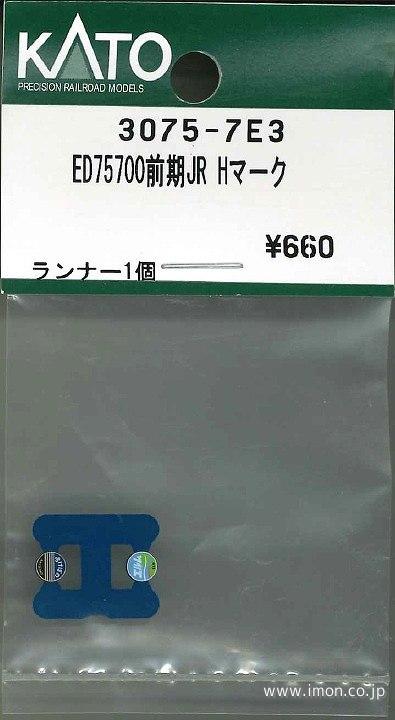 KATO
PRECISION RAILROAD MODELS
3075-7E3
ED75700前期JR Hマーク
¥660
ランナー1個
www.imon.co.jp